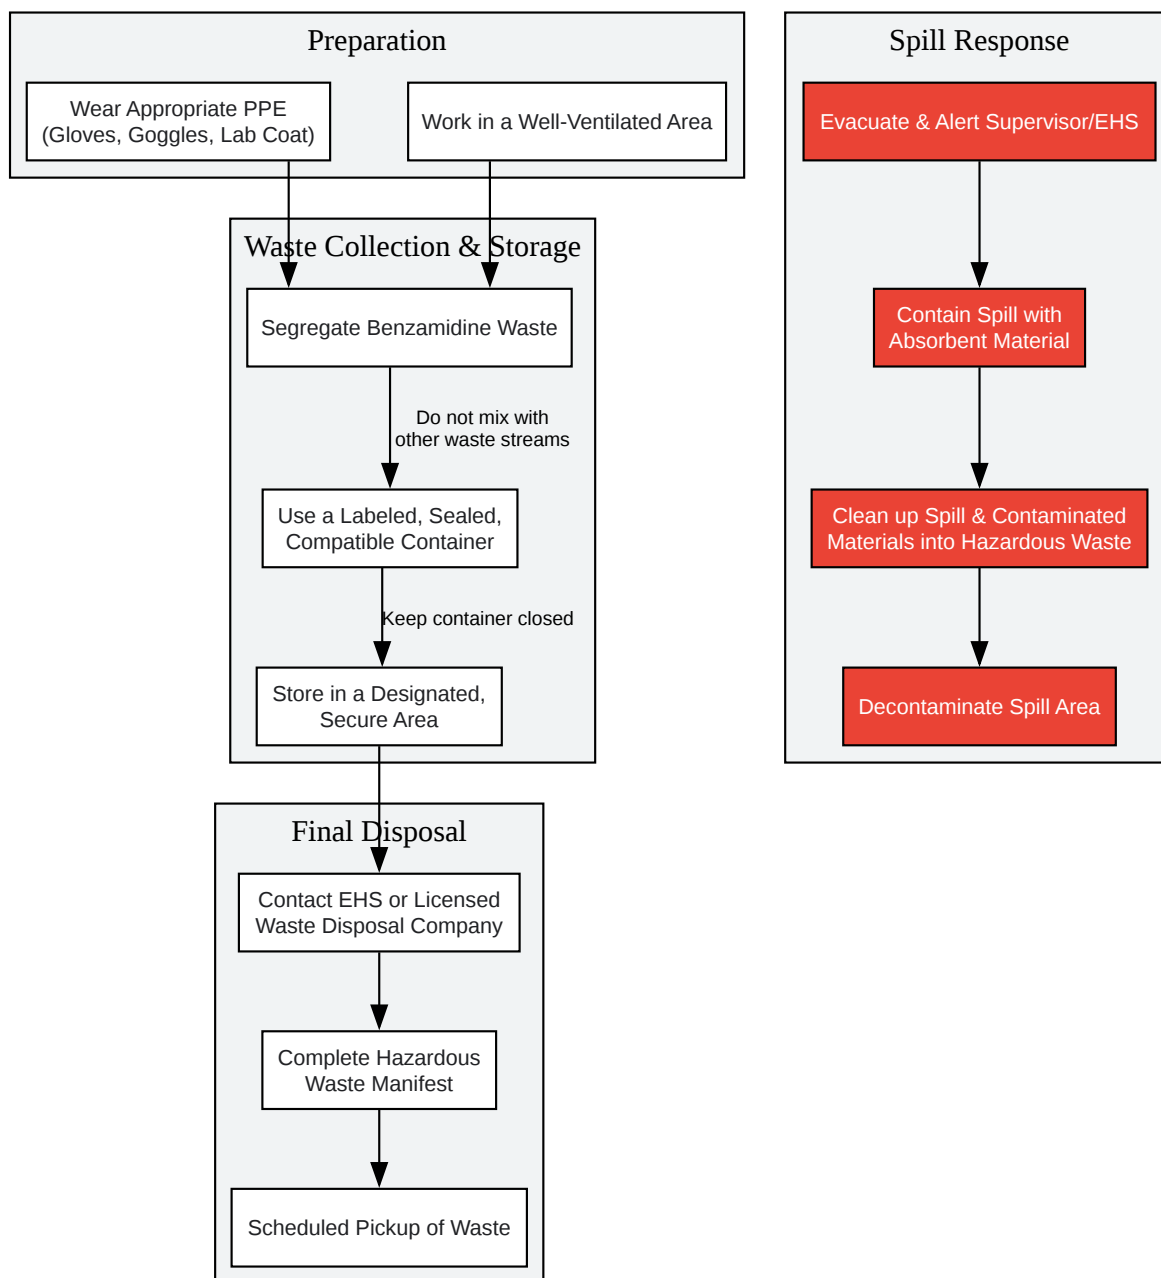 Preparation
Wear Appropriate PPE
(Gloves, Goggles, Lab Coat)
Work in a Well-Ventilated Area
Waste Collection & Storage
Segregate Benzamidine Waste
Do not mix with
other waste streams
Use a Labeled, Sealed,
Compatible Container
Keep container closed
Store in a Designated,
Secure Area
Final Disposal
Contact EHS or Licensed
Waste Disposal Company
Complete Hazardous
Waste Manifest
Scheduled Pickup of Waste
Spill Response
Evacuate & Alert Supervisor/EHS
Contain Spill with
Absorbent Material
Clean up Spill & Contaminated
Materials into Hazardous Waste
Decontaminate Spill Area